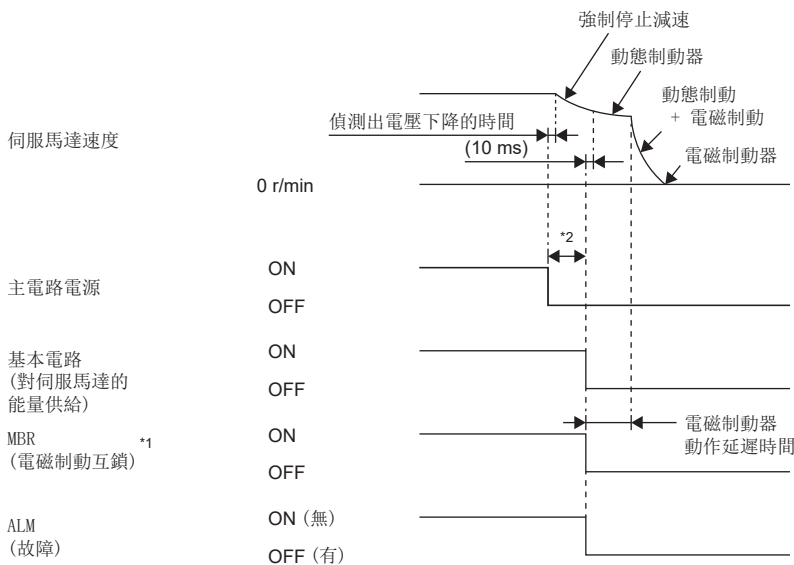 強制停止減速
動態制動器
動態制動
+ 電磁制動
偵測出電壓下降的時間
(10 ms)
電磁制動器
伺服馬達速度
0 r/min
*2
主電路電源
ON
OFF
基本電路
(對伺服馬達的
能量供給)
ON
OFF
MBR
(電磁制動互鎖)
*1
ON
OFF
電磁制動器
動作延遲時間
ALM
(故障)
ON (無)
OFF (有)